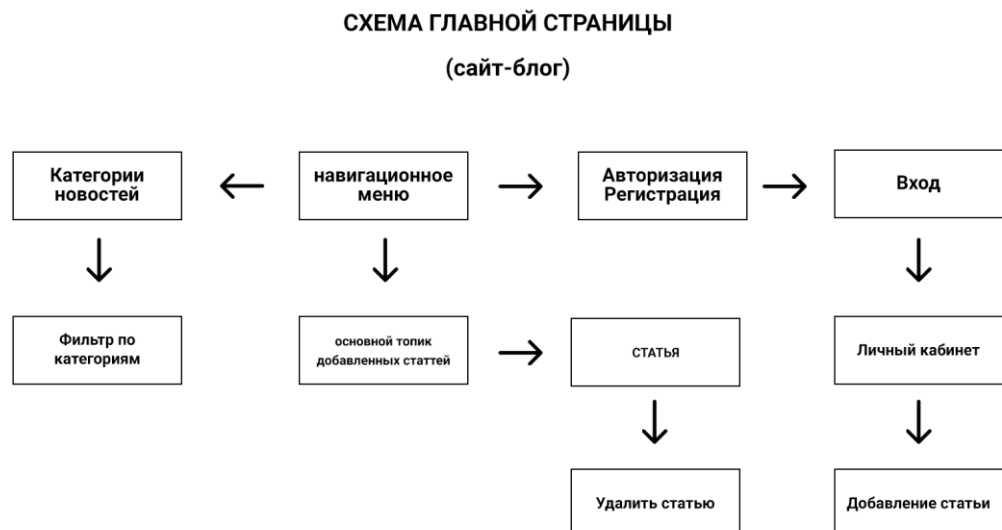 СХЕМА ГЛАВНОЙ СТРАНИЦЫ
(сайт-блог)
Категории
новостей
навигационное
меню
Авторизация
Регистрация
Вход
Фильтр по
категориям
основной топик
добавленных статтей
СТАТЬЯ
Личный кабинет
Удалить статью
Добавление статьи